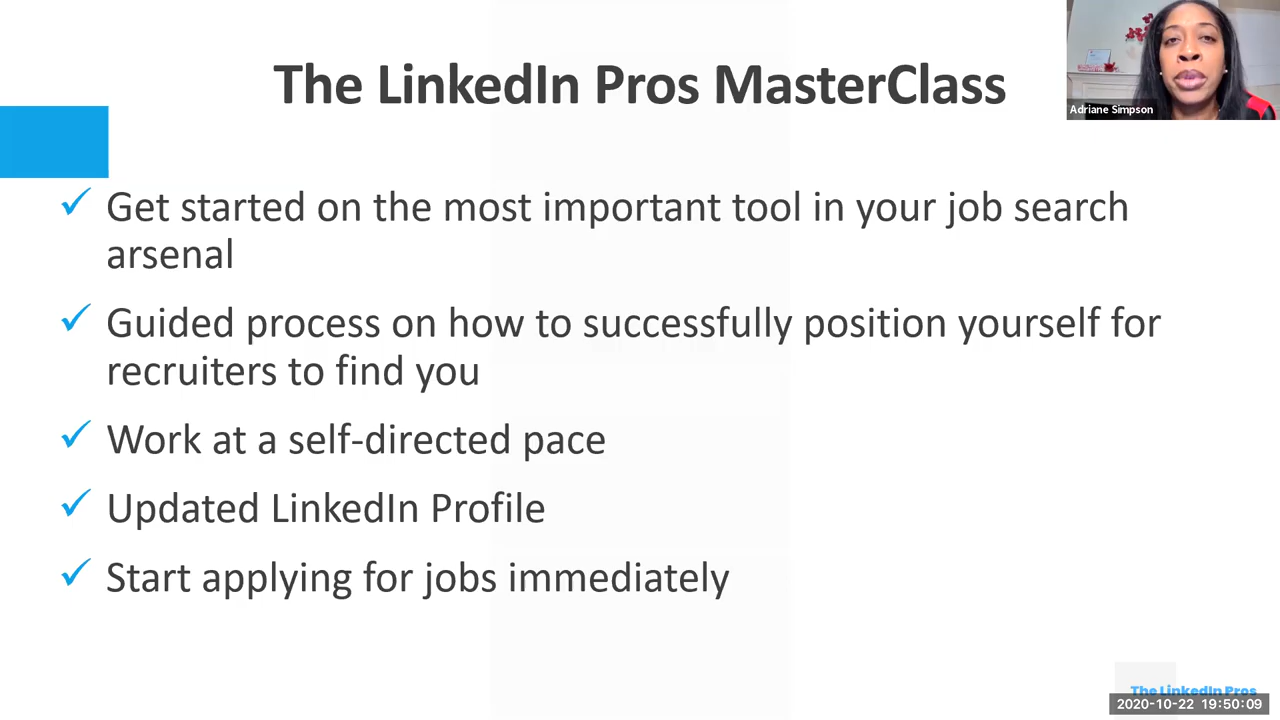 The LinkedIn Pros MasterClass
Adriane Simpson
✓ Get started on the most important tool in your job search
arsenal
✓ Guided process on how to successfully position yourself for
recruiters to find you
✓ Work at a self-directed pace
✓ Updated LinkedIn Profile
✓ Start applying for jobs immediately
The LinkedIn Pros
2020-10-22 19:50:09